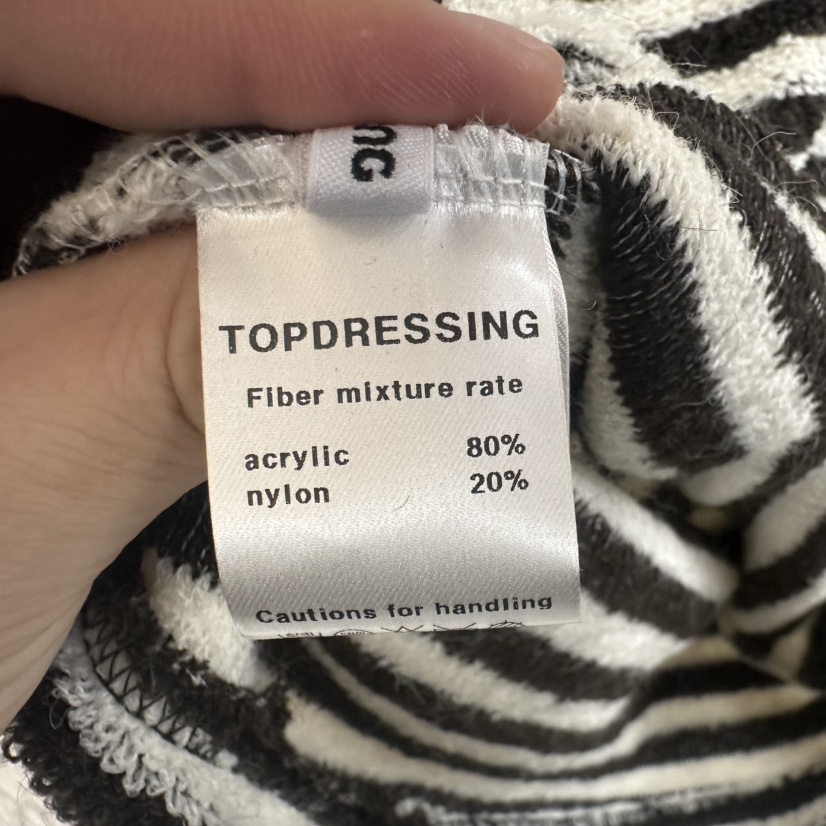 TOPDRESSING
Fiber mixture rate
acrylic 80%
nylon 20%
Cautions for handling